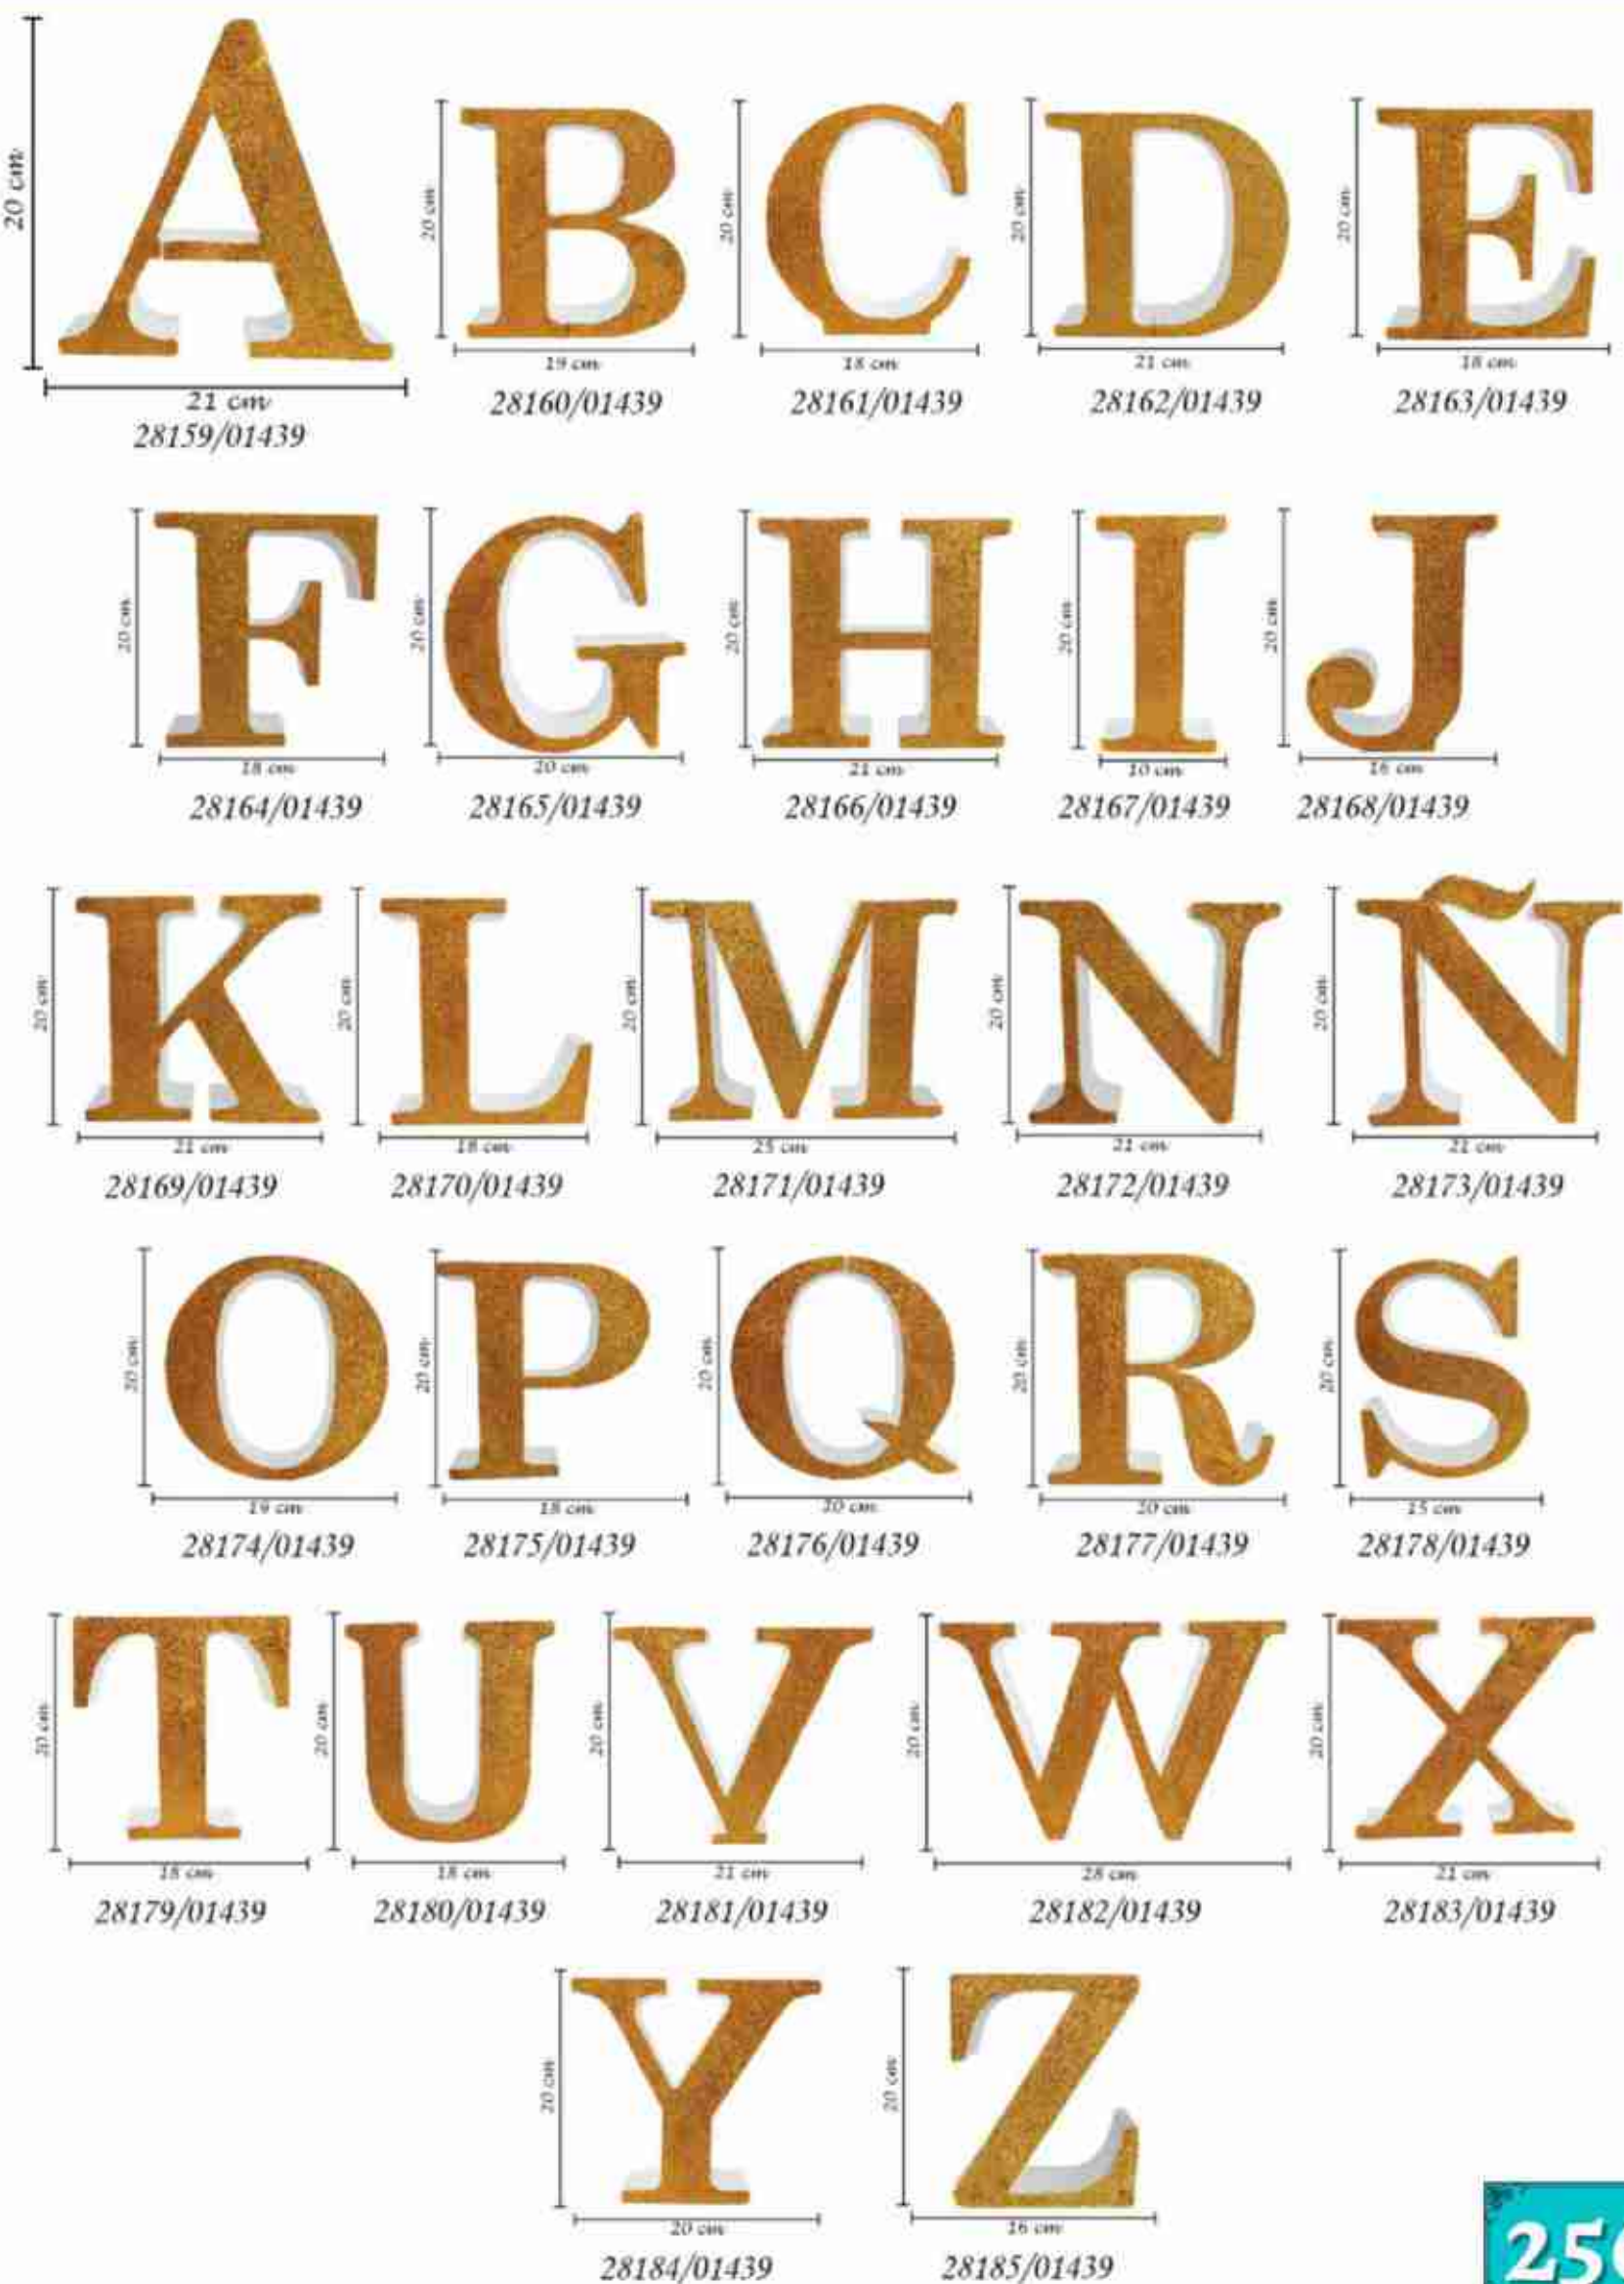 A B C D E
20 cm 20 cm 20 cm 20 cm 20 cm
21 cm 19 cm 18 cm 21 cm 18 cm
28159/01439 28160/01439 28161/01439 28162/01439 28163/01439
F G H I J
20 cm 20 cm 20 cm 20 cm 20 cm
18 cm 20 cm 21 cm 10 cm 16 cm
28164/01439 28165/01439 28166/01439 28167/01439 28168/01439
K L M N Ñ
20 cm 20 cm 20 cm 20 cm 20 cm
21 cm 18 cm 25 cm 21 cm 21 cm
28169/01439 28170/01439 28171/01439 28172/01439 28173/01439
O P Q R S
20 cm 20 cm 20 cm 20 cm 20 cm
19 cm 18 cm 20 cm 20 cm 15 cm
28174/01439 28175/01439 28176/01439 28177/01439 28178/01439
T U V W X
20 cm 20 cm 20 cm 20 cm 20 cm
18 cm 18 cm 21 cm 28 cm 21 cm
28179/01439 28180/01439 28181/01439 28182/01439 28183/01439
Y Z
20 cm 20 cm
20 cm 16 cm
28184/01439 28185/01439